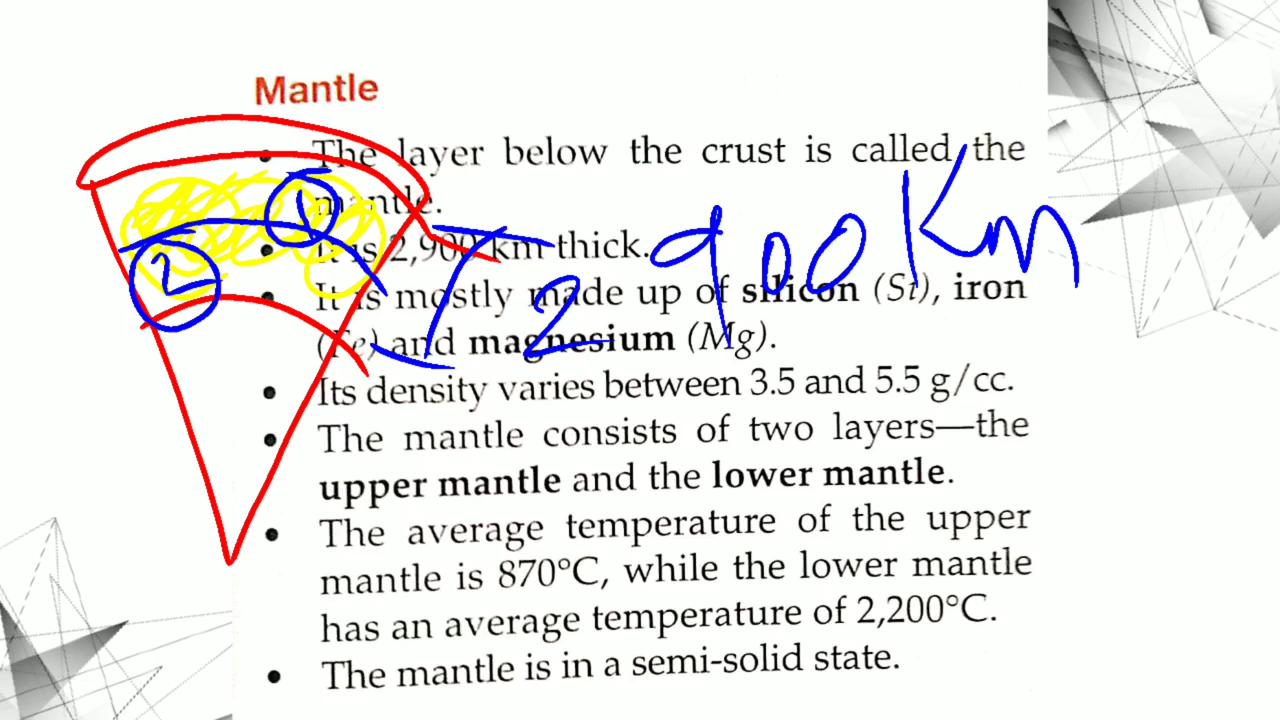 Mantle
• The layer below the crust is called the
mantle.
• It is 2,900 km thick.
2900 Km
1
2
• It is mostly made up of silicon (Si), iron
(Fe) and magnesium (Mg).
• Its density varies between 3.5 and 5.5 g/cc.
• The mantle consists of two layers—the
upper mantle and the lower mantle.
• The average temperature of the upper
mantle is 870°C, while the lower mantle
has an average temperature of 2,200°C.
• The mantle is in a semi-solid state.